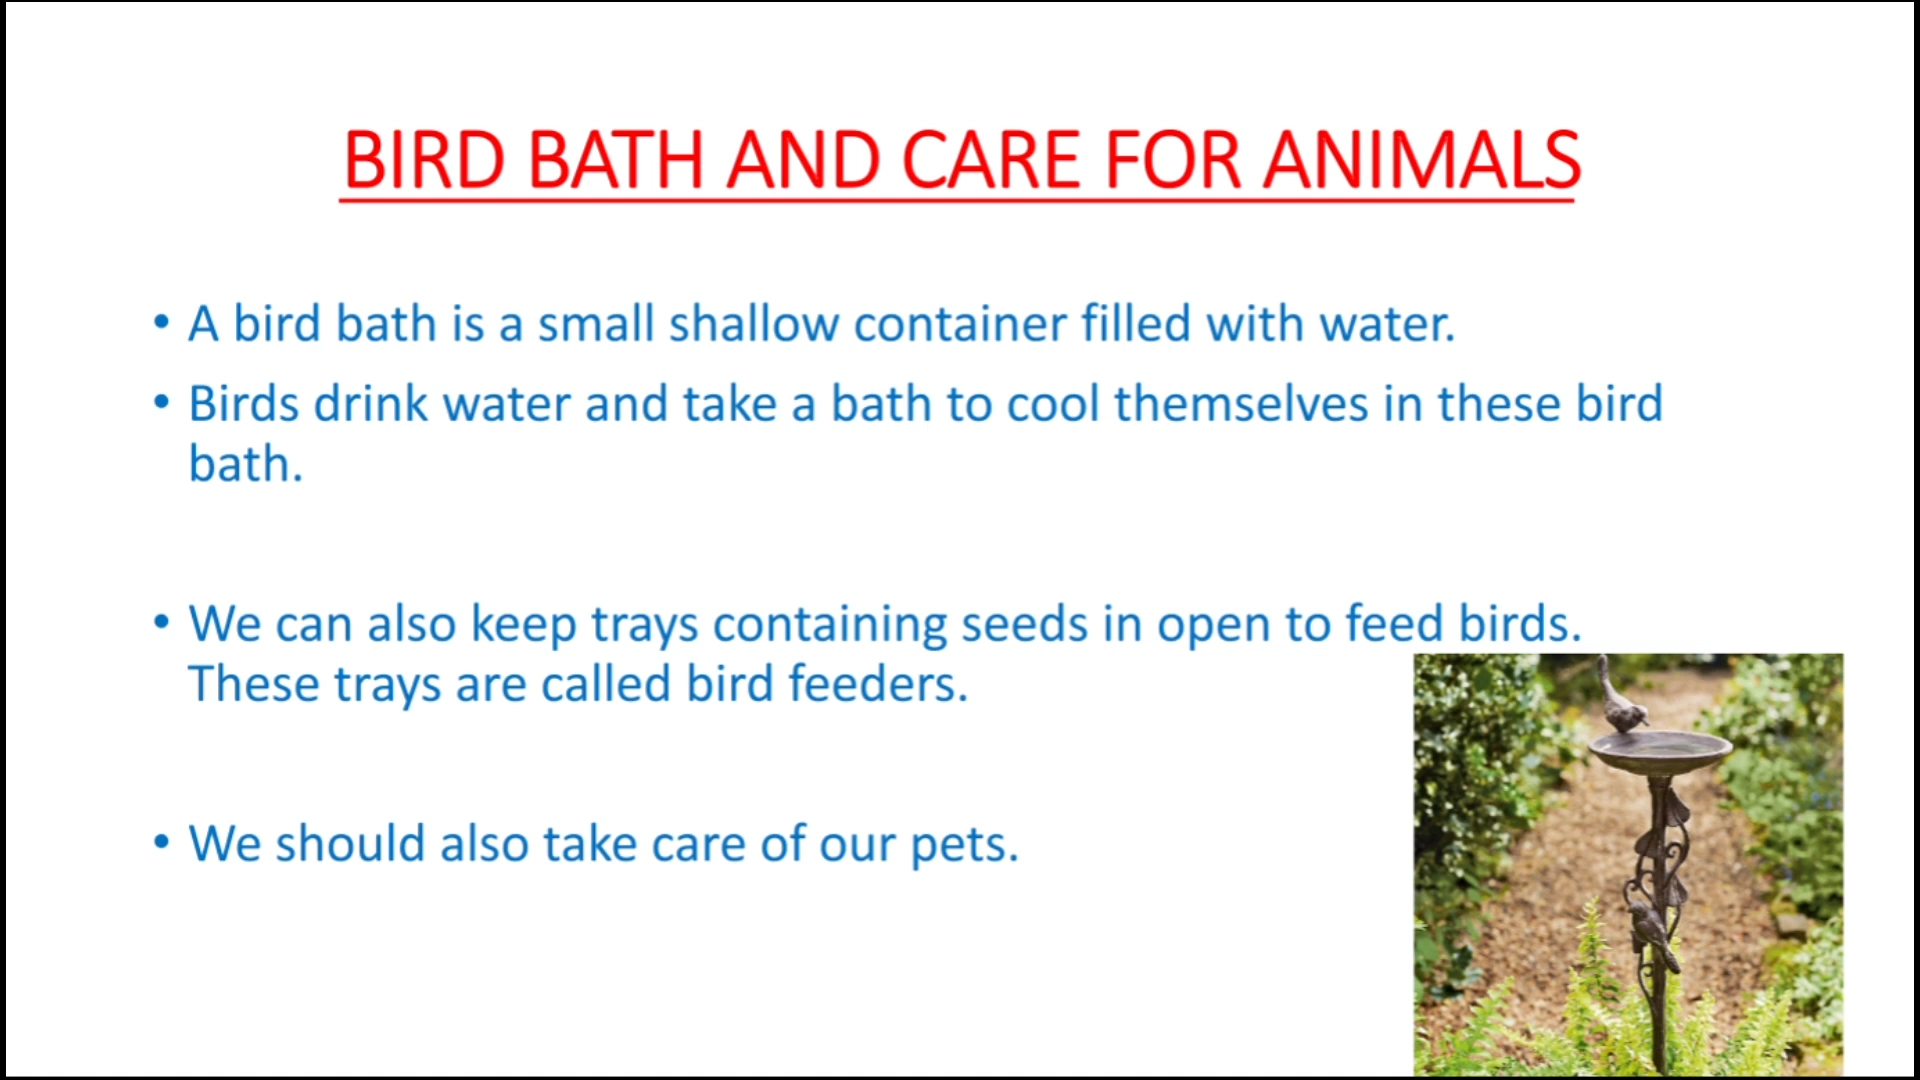 BIRD BATH AND CARE FOR ANIMALS
• A bird bath is a small shallow container filled with water.
• Birds drink water and take a bath to cool themselves in these bird
bath.
• We can also keep trays containing seeds in open to feed birds.
These trays are called bird feeders.
• We should also take care of our pets.